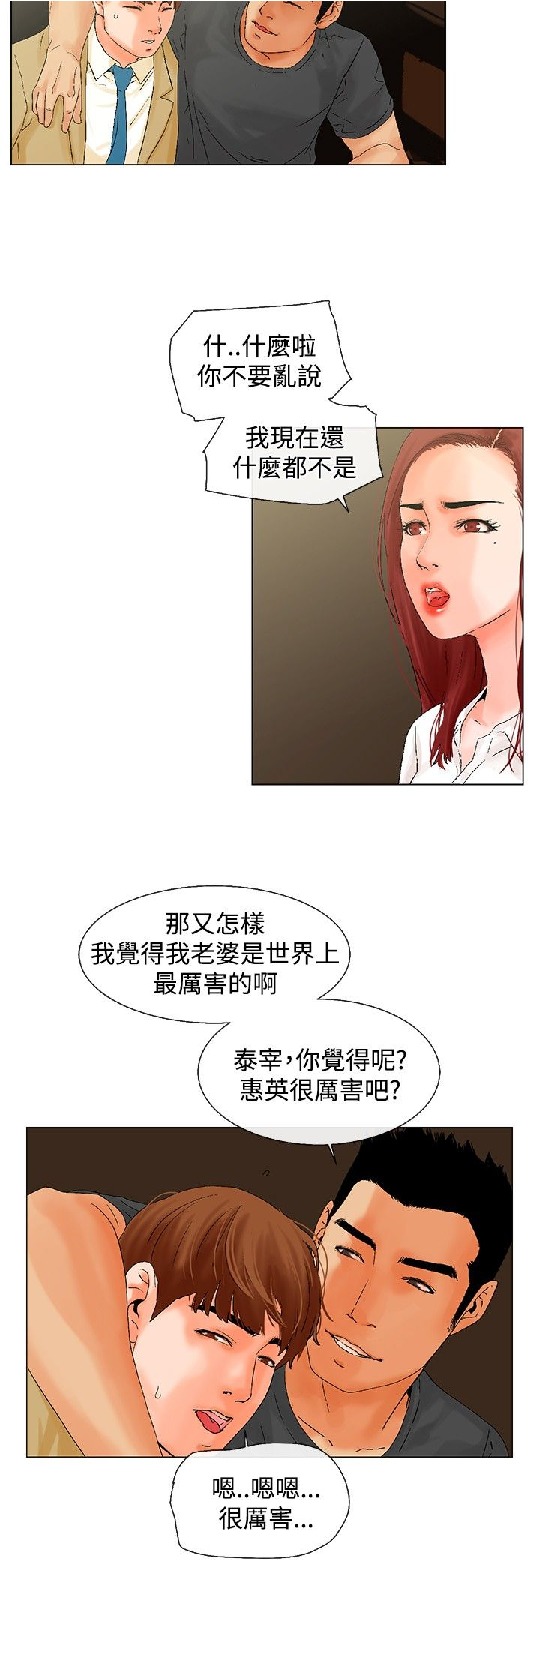 什..什麼啦
你不要亂說
我現在還
什麼都不是
那又怎樣
我覺得我老婆是世界上
最厲害的啊
泰宰,你覺得呢?
惠英很厲害吧?
嗯..嗯嗯...
很厲害...